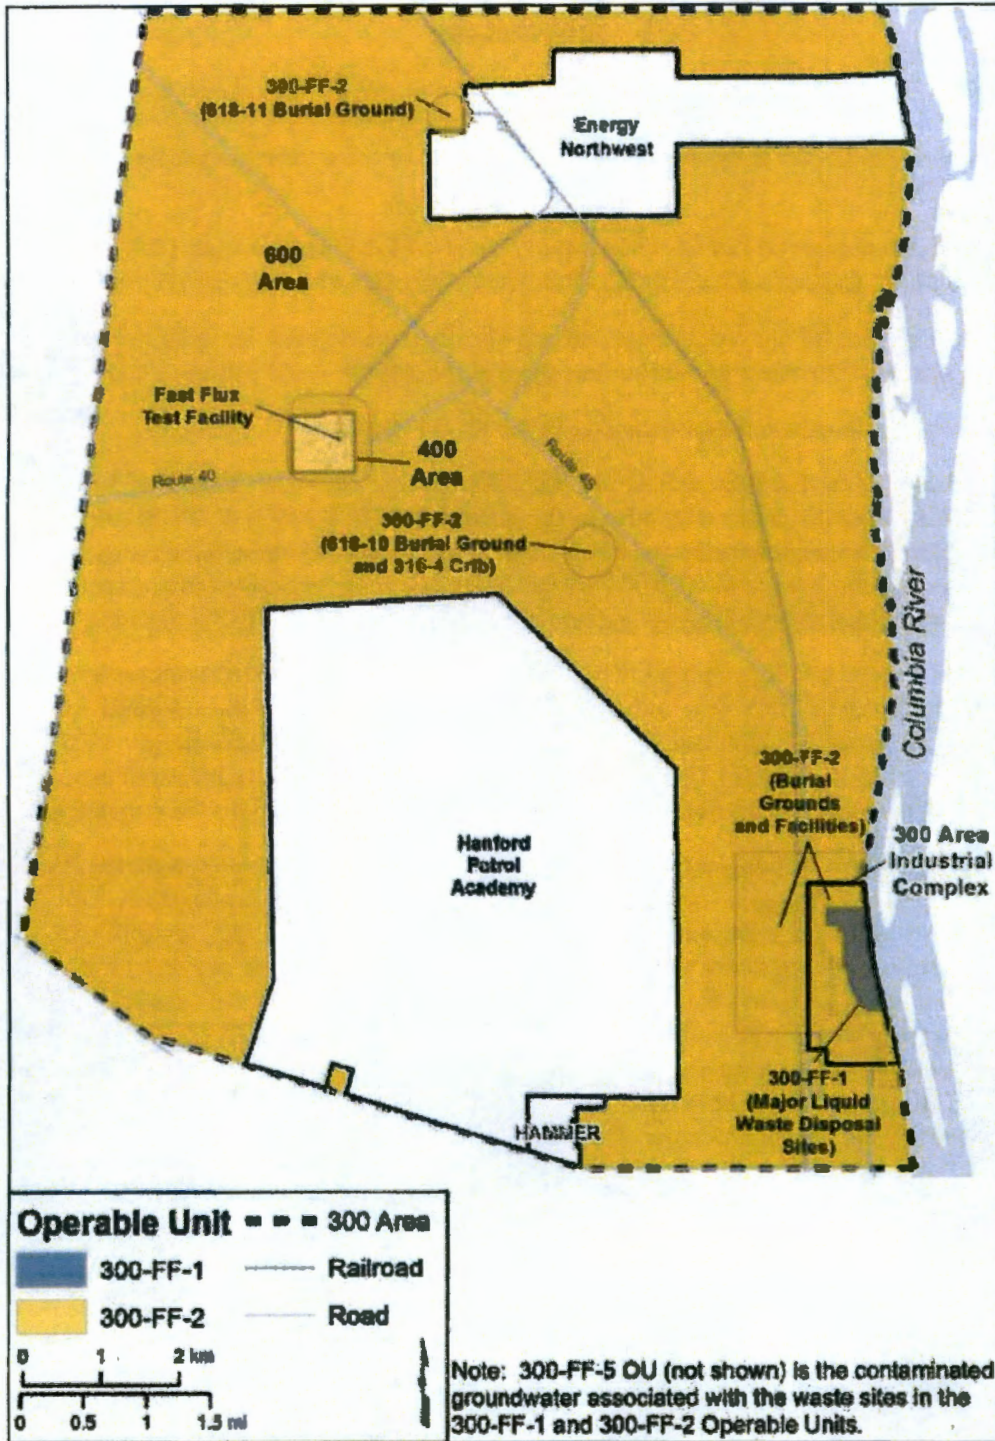 300-FF-2
(618-11 Burial Ground)
Energy
Northwest
600
Area
Fast Flux
Test Facility
400
Area
Route 40
Route 4S
300-FF-2
(618-10 Burial Ground
and 316-4 Crib)
Columbia River
300-FF-2
(Burial
Grounds
and Facilities)
300 Area
Industrial
Complex
Hanford
Patrol
Academy
300-FF-1
(Major Liquid
Waste Disposal
Sites)
HAMMER
Operable Unit
300 Area
300-FF-1
Railroad
300-FF-2
Road
0 1 2 km
0 0.5 1 1.5 mi
Note: 300-FF-5 OU (not shown) is the contaminated
groundwater associated with the waste sites in the
300-FF-1 and 300-FF-2 Operable Units.